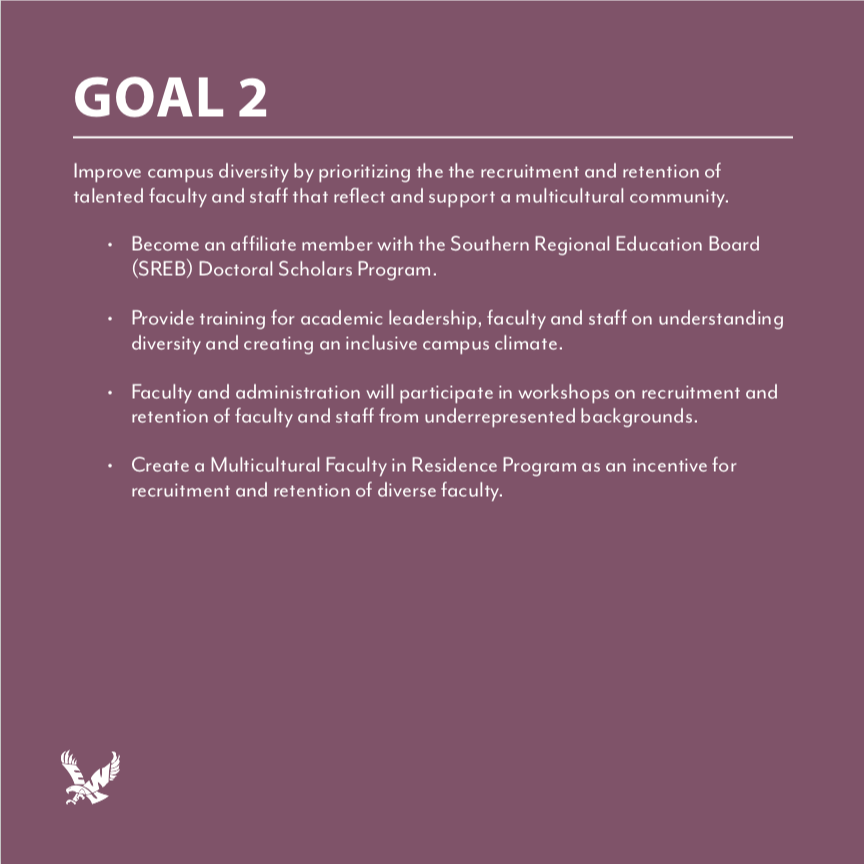 GOAL 2
Improve campus diversity by prioritizing the the recruitment and retention of
talented faculty and staff that reflect and support a multicultural community.
• Become an affiliate member with the Southern Regional Education Board
(SREB) Doctoral Scholars Program.
• Provide training for academic leadership, faculty and staff on understanding
diversity and creating an inclusive campus climate.
• Faculty and administration will participate in workshops on recruitment and
retention of faculty and staff from underrepresented backgrounds.
• Create a Multicultural Faculty in Residence Program as an incentive for
recruitment and retention of diverse faculty.
EWU